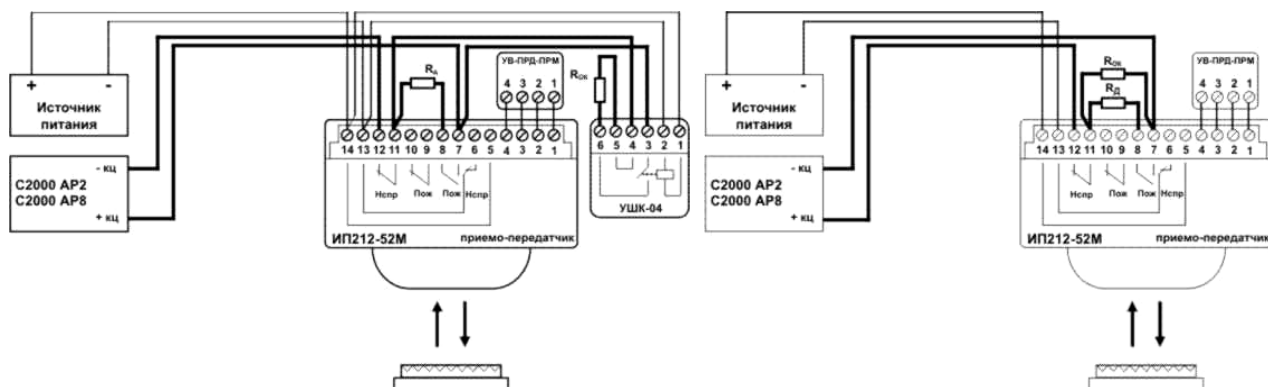 + -
Источник
питания
- кц
С2000 АР2
С2000 АР8
+ кц
RД
УВ-ПРД-ПРМ
4 3 2 1
14 13 12 11 10 9 8 7 6 5 4 3 2 1
Нспр Пож Пож Нспр
ИП212-52М приемо-передатчик
Rок
6 5 4 3 2 1
УШК-04
+ -
Источник
питания
- кц
С2000 АР2
С2000 АР8
+ кц
Rок
RД
УВ-ПРД-ПРМ
4 3 2 1
14 13 12 11 10 9 8 7 6 5 4 3 2 1
Нспр Пож Пож Нспр
ИП212-52М приемо-передатчик